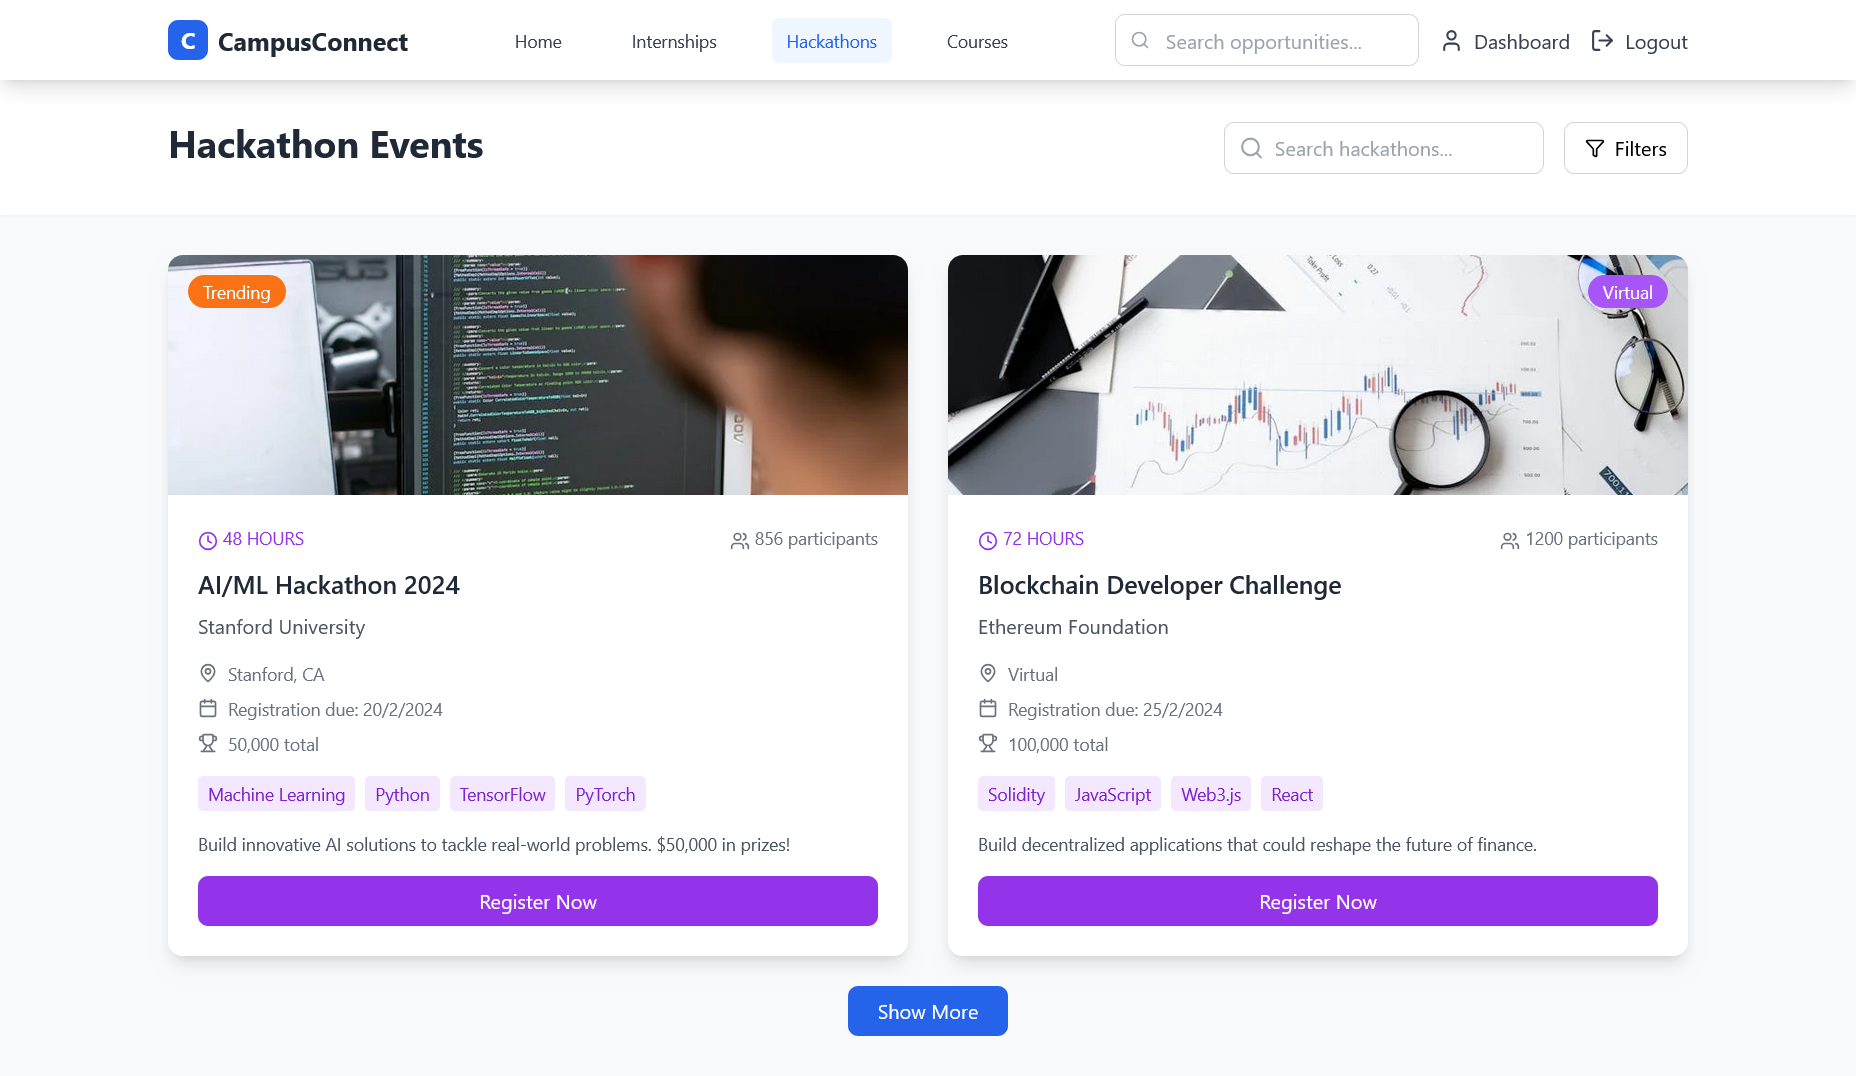 C CampusConnect
Home
Internships
Hackathons
Courses
Search opportunities...
Dashboard
Logout
Hackathon Events
Search hackathons...
Filters
Trending
48 HOURS
856 participants
AI/ML Hackathon 2024
Stanford University
Stanford, CA
Registration due: 20/2/2024
50,000 total
Machine Learning
Python
TensorFlow
PyTorch
Build innovative AI solutions to tackle real-world problems. $50,000 in prizes!
Register Now
Virtual
72 HOURS
1200 participants
Blockchain Developer Challenge
Ethereum Foundation
Virtual
Registration due: 25/2/2024
100,000 total
Solidity
JavaScript
Web3.js
React
Build decentralized applications that could reshape the future of finance.
Register Now
Show More